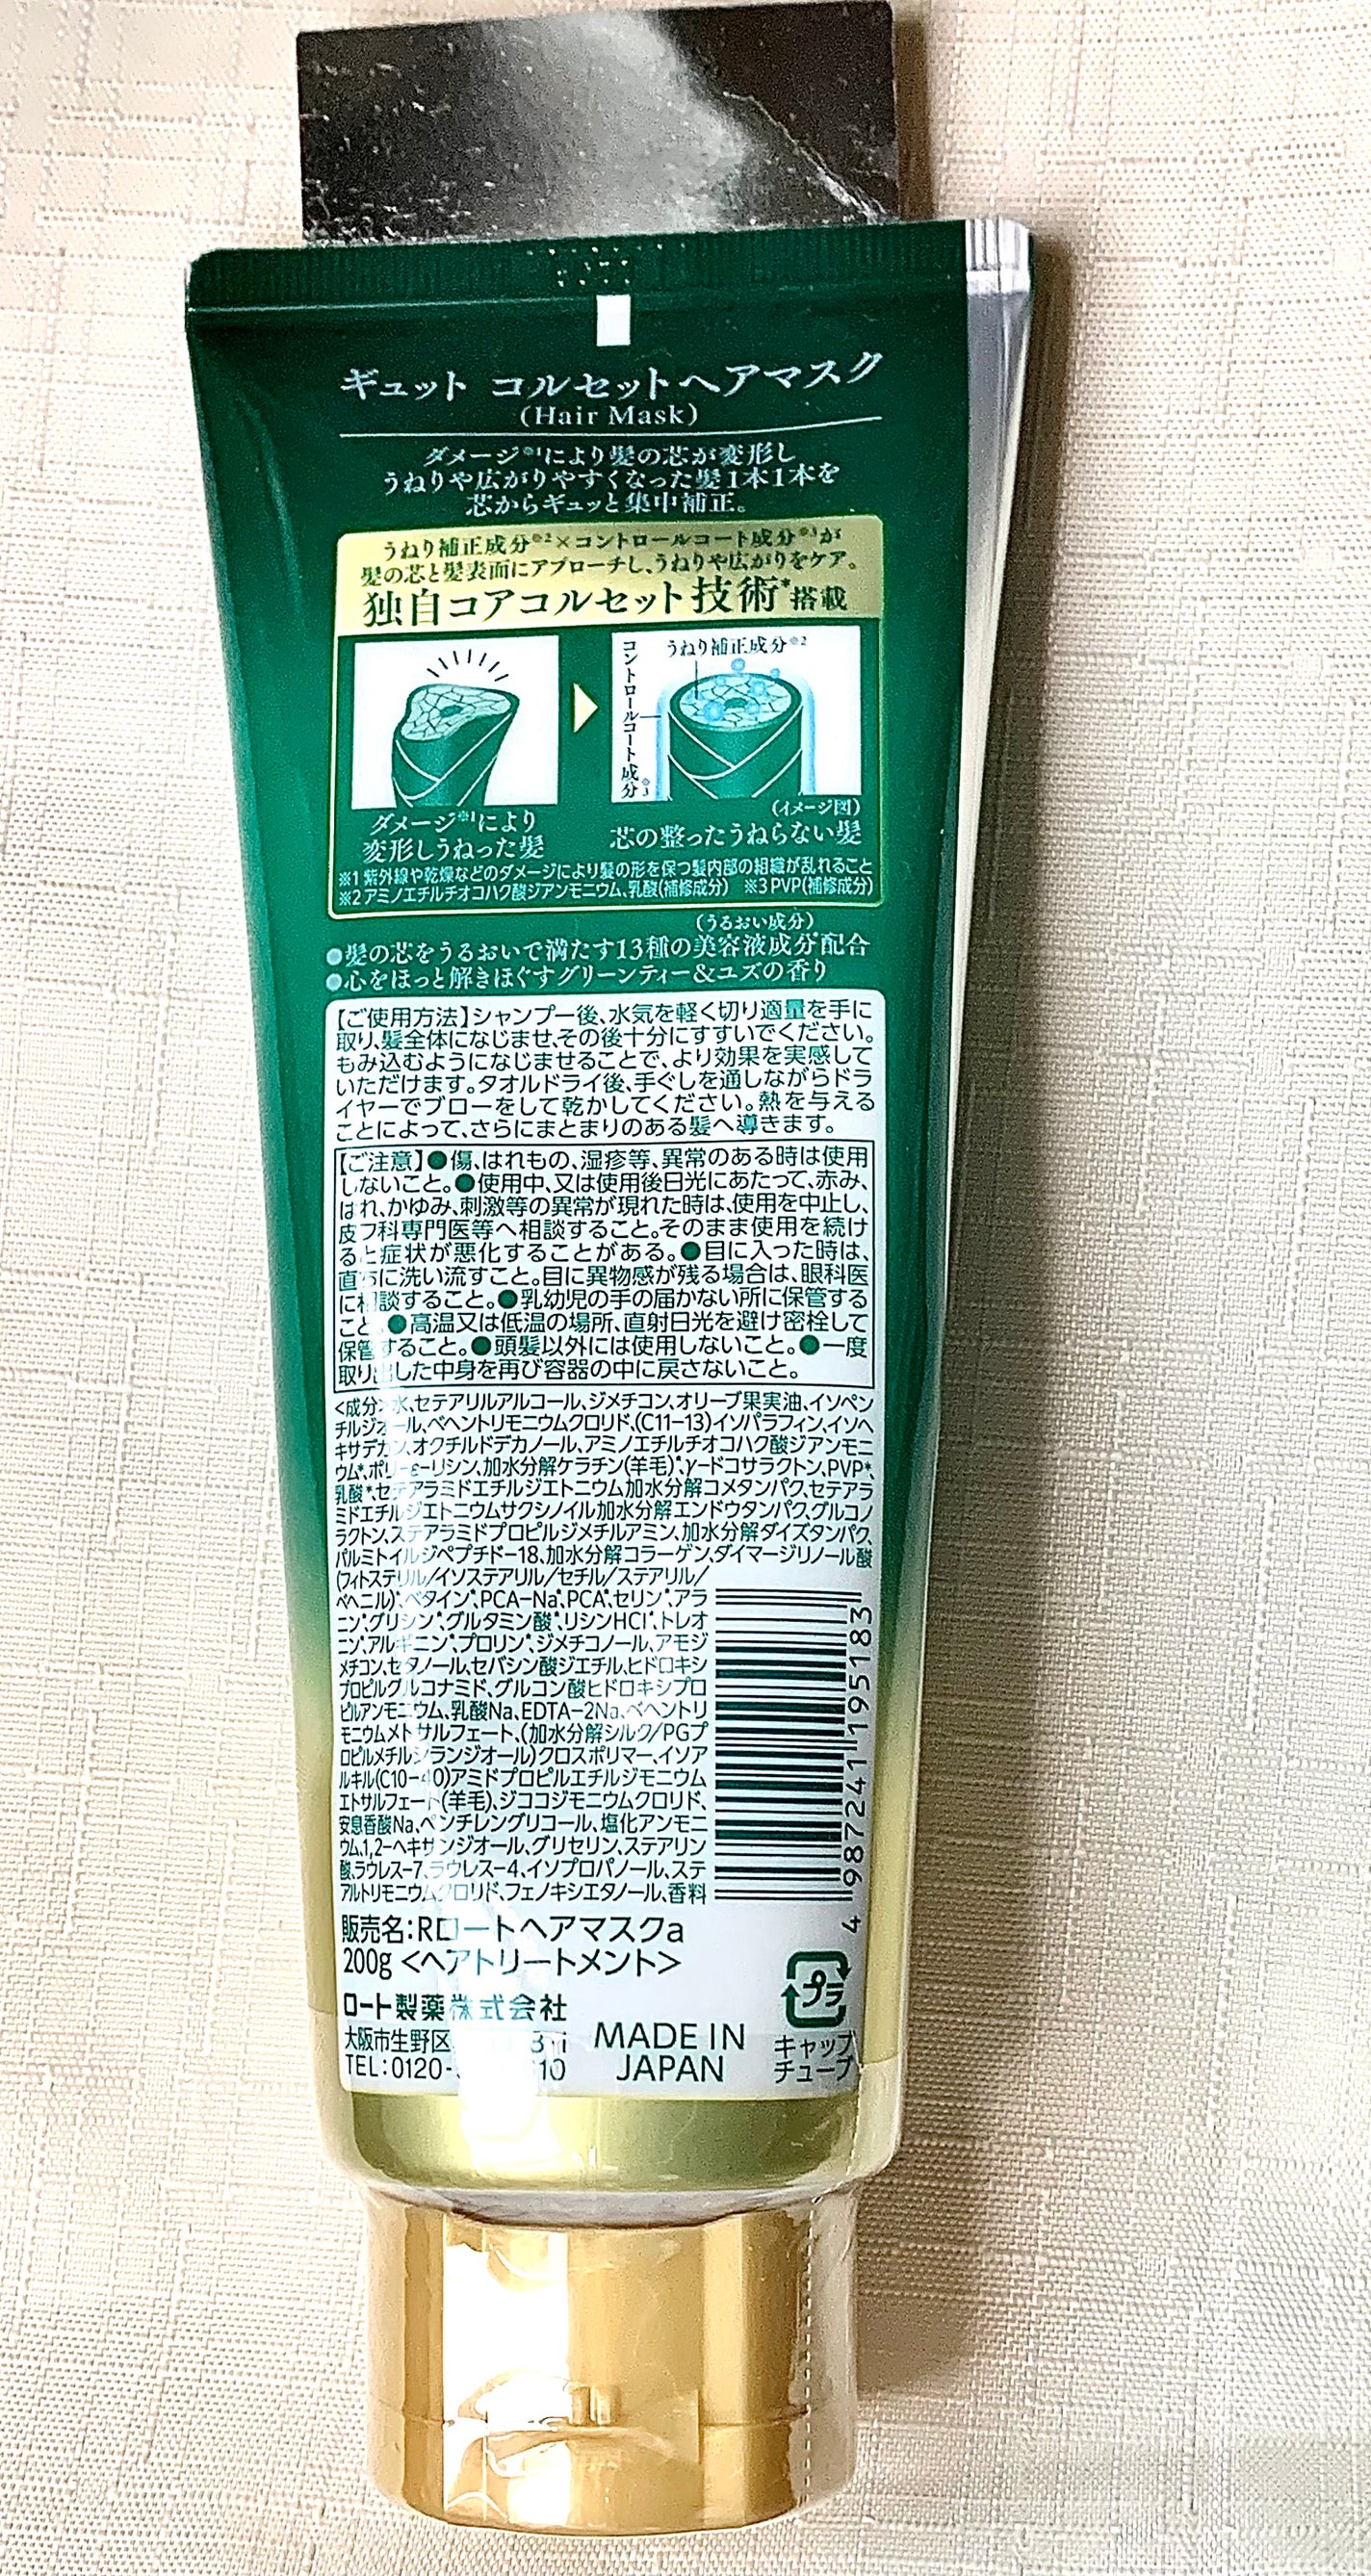 ギュット コルセットヘアマスク
(Hair Mask)
ダメージ※1により髪の芯が変形し
うねりや広がりやすくなった髪1本1本を
芯からギュッと集中補正。
うねり補正成分※2×コントロールコート成分※3が
髪の芯と髪表面にアプローチし、うねりや広がりをケア。
独自コアコルセット技術*搭載
うねり補正成分※2
コントロールコート成分※3
(イメージ図)
ダメージ※1により
変形しうねった髪
芯の整ったうねらない髪
※1 紫外線や乾燥などのダメージにより髪の形を保つ髪内部の組織が乱れること
※2 アミノエチルチオコハク酸ジアンモニウム、乳酸(補修成分) ※3 PVP(補修成分)
(うるおい成分)
●髪の芯をうるおいで満たす13種の美容液成分*配合
●心をほっと解きほぐすグリーンティー&ユズの香り
【ご使用方法】シャンプー後、水気を軽く切り適量を手に
取り、髪全体になじませ、その後十分にすすいでください。
もみ込むようになじませることで、より効果を実感して
いただけます。タオルドライ後、手ぐしを通しながらドラ
イヤーでブローをして乾かしてください。熱を与える
ことによって、さらにまとまりのある髪へ導きます。
【ご注意】●傷、はれもの、湿疹等、異常のある時は使用
しないこと。●使用中、又は使用後日光にあたって、赤み、
はれ、かゆみ、刺激等の異常が現れた時は、使用を中止し、
皮フ科専門医等へ相談すること。そのまま使用を続け
ると症状が悪化することがある。●目に入った時は、
直ちに洗い流すこと。目に異物感が残る場合は、眼科医
に相談すること。●乳幼児の手の届かない所に保管する
こと。●高温又は低温の場所、直射日光を避け密栓して
保管すること。●頭髪以外には使用しないこと。●一度
取り出した中身を再び容器の中に戻さないこと。
<成分>水、セテアリルアルコール、ジメチコン、オリーブ果実油、イソペン
チルジオール、ベヘントリモニウムクロリド、(C11-13)イソパラフィン、イソヘ
キサデカン、オクチルドデカノール、アミノエチルチオコハク酸ジアンモニ
ウム*、ポリ-ε-リシン、加水分解ケラチン(羊毛)*、γ-ドコサラクトン、PVP*、
乳酸*、セテアラミドエチルジエトニウム加水分解コメタンパク、セテアラ
ミドエチルジエトニウムサクシノイル加水分解エンドウタンパク、グルコノ
ラクトン、ステアラミドプロピルジメチルアミン、加水分解ダイズタンパク、
パルミトイルジペプチド-18、加水分解コラーゲン、ダイマージリノール酸
(フィトステリル/イソステアリル/セチル/ステアリル/
ベヘニル)*、ベタイン*、PCA-Na*、PCA*、セリン*、アラ
ニン*、グリシン*、グルタミン酸*、リシンHCl*、トレオ
ニン*、アルギニン*、プロリン*、ジメチコノール、アモジ
メチコン、セタノール、セバシン酸ジエチル、ヒドロキシ
プロピルグルコナミド、グルコン酸ヒドロキシプロ
ピルアンモニウム、乳酸Na、EDTA-2Na、ベヘントリ
モニウムメトサルフェート、(加水分解シルク/PGプ
ロピルメチルシランジオール)クロスポリマー、イソア
ルキル(C10-40)アミドプロピルエチルジモニウム
エトサルフェート(羊毛)、ジココジモニウムクロリド、
安息香酸Na、ペンチレングリコール、塩化アンモニ
ウム、1,2-ヘキサンジオール、グリセリン、ステアリン
酸、ラウレス-7、ラウレス-4、イソプロパノール、ステ
アルトリモニウムクロリド、フェノキシエタノール、香料
4 987241 195183
販売名:Rロートヘアマスクa
200g <ヘアトリートメント>
ロート製薬株式会社
大阪市生野区
TEL:0120-
MADE IN
JAPAN
プラ
キャップ
チューブ